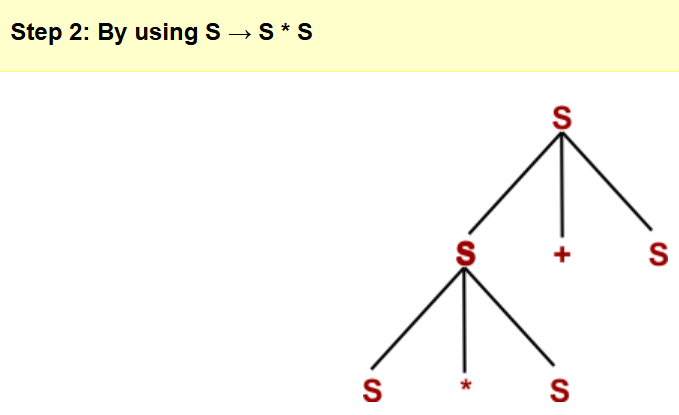 Step 2: By using S → S * S
S
S + S
S * S